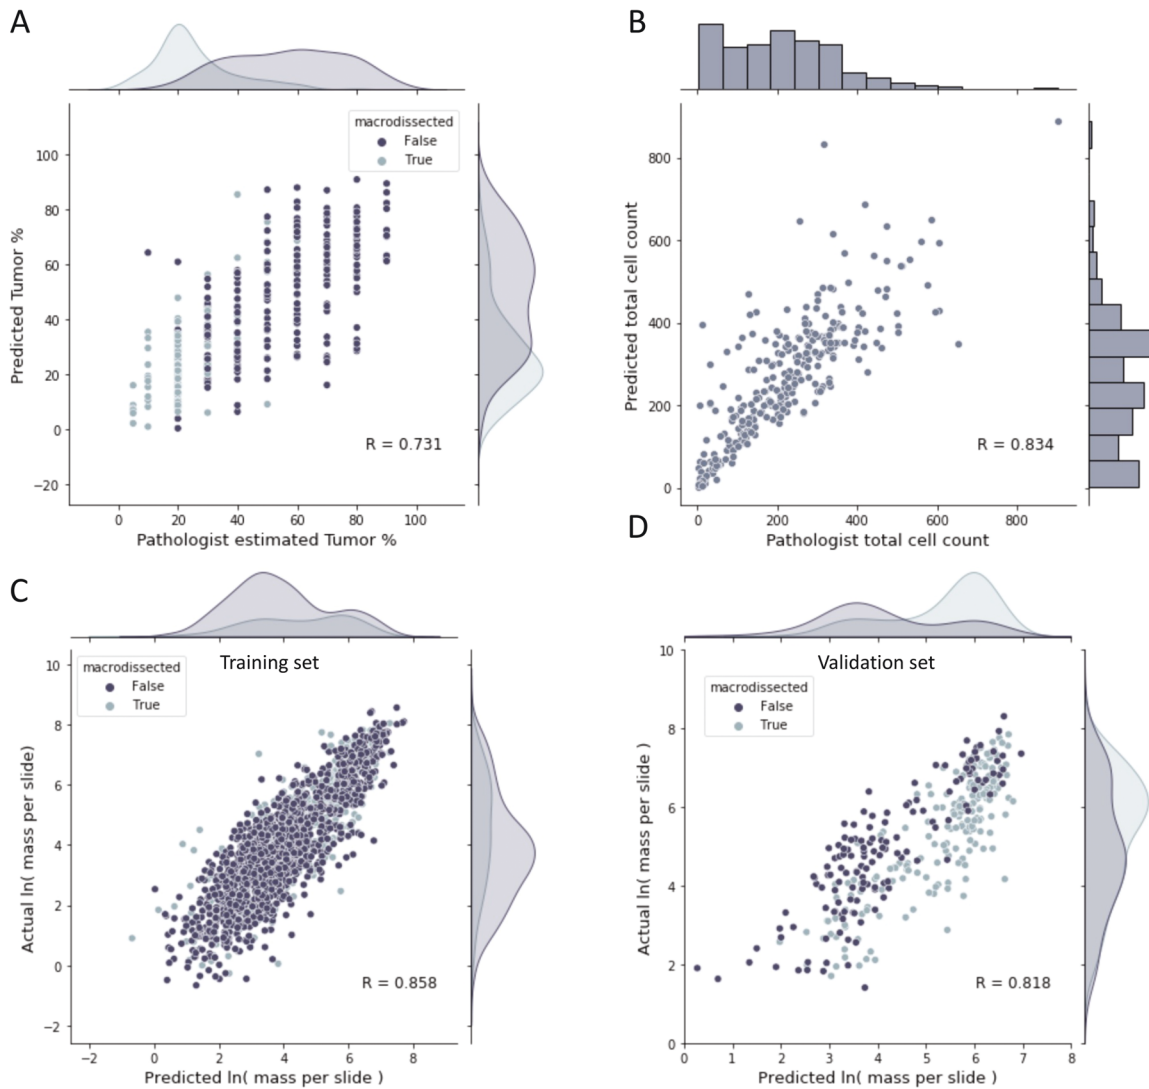 A
macrodissected
False
True
100
80
60
40
20
0
−20
Predicted Tumor %
R = 0.731
0 20 40 60 80 100
Pathologist estimated Tumor %
B
800
600
400
200
0
Predicted total cell count
R = 0.834
0 200 400 600 800
Pathologist total cell count
C
Training set
macrodissected
False
True
10
8
6
4
2
0
−2
Actual ln( mass per slide)
R = 0.858
−2 0 2 4 6 8
Predicted ln( mass per slide )
D
Validation set
macrodissected
False
True
10
8
6
4
2
0
Actual ln( mass per slide )
R = 0.818
0 1 2 3 4 5 6 7 8
Predicted ln( mass per slide )